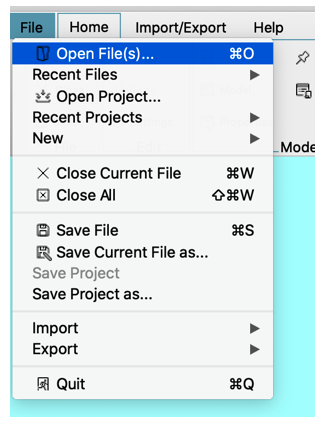 File Home Import/Export Help
Open File(s)... ⌘O
Recent Files
Open Project...
Recent Projects
New
Mode
Close Current File ⌘W
Close All ⇧⌘W
Save File ⌘S
Save Current File as...
Save Project
Save Project as...
Import
Export
Quit ⌘Q